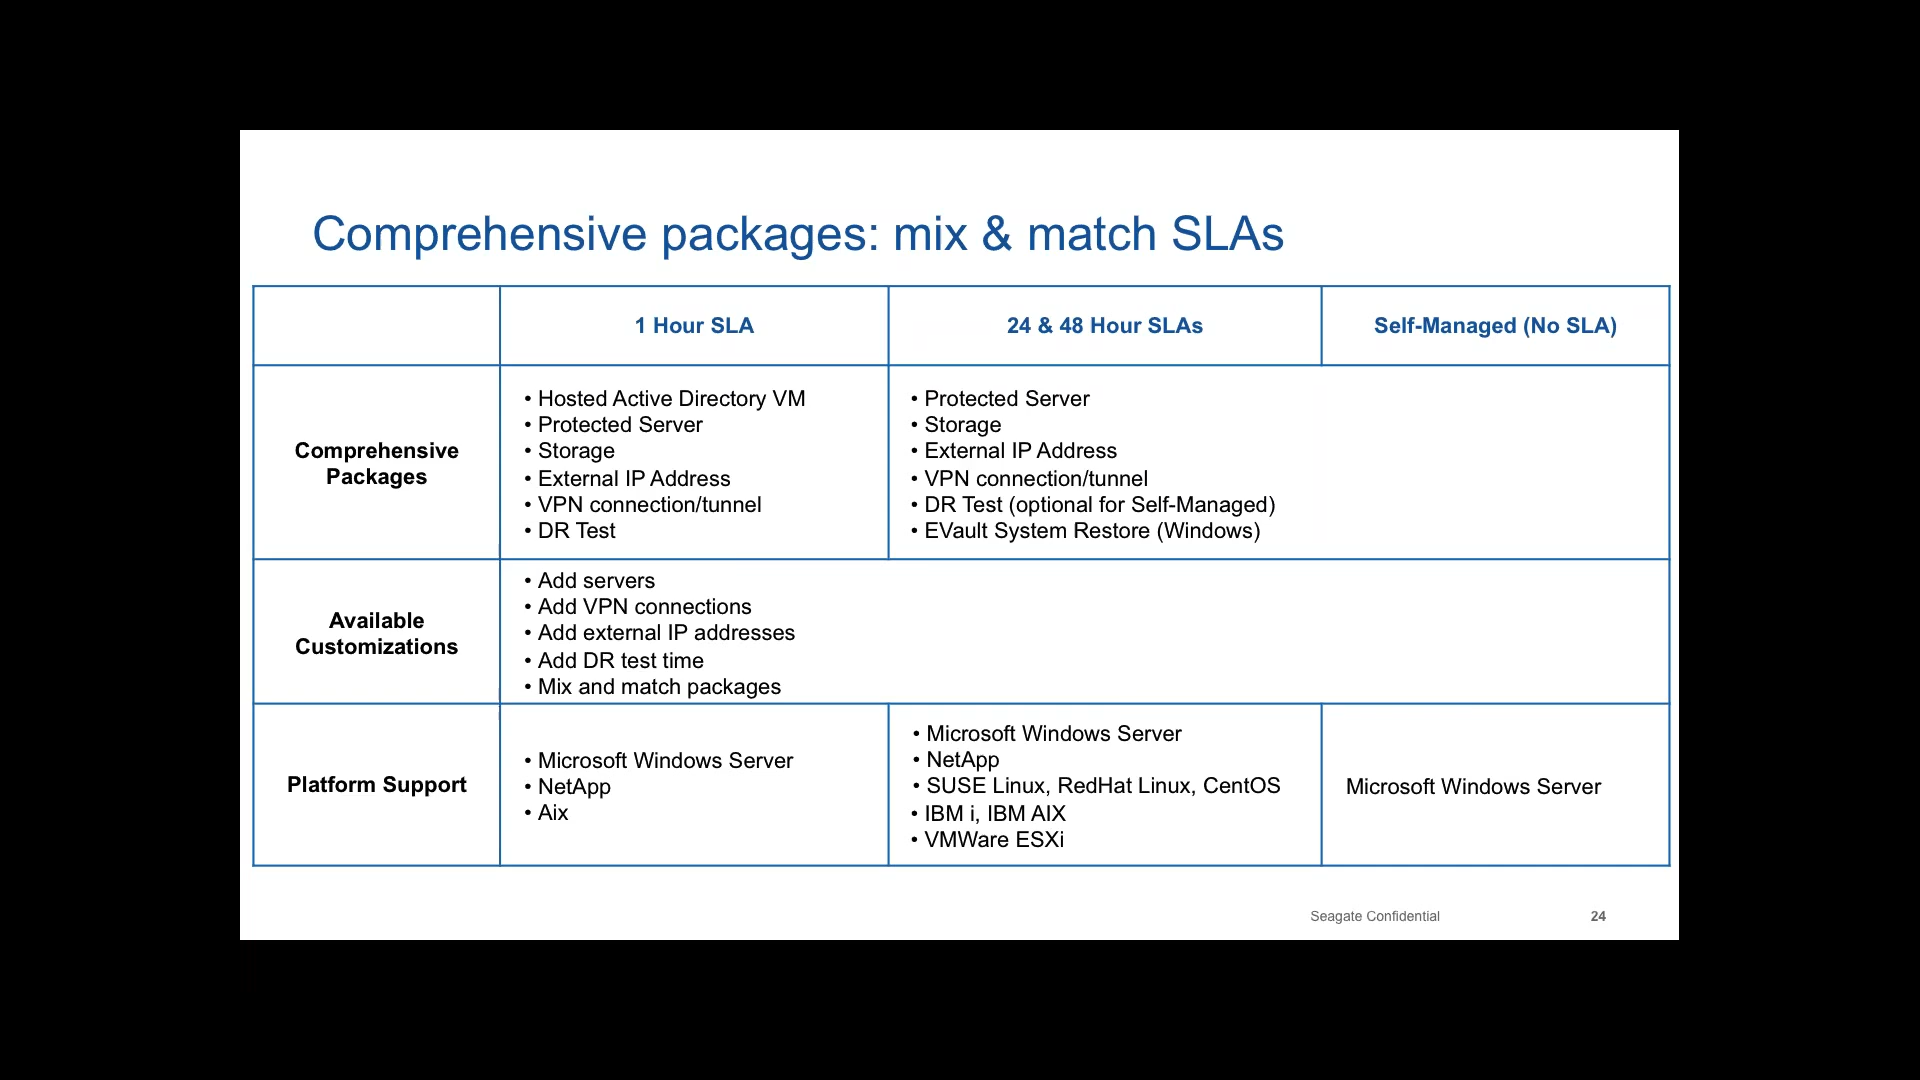 Comprehensive packages: mix & match SLAs
1 Hour SLA
24 & 48 Hour SLAs
Self-Managed (No SLA)
Comprehensive
Packages
• Hosted Active Directory VM
• Protected Server
• Storage
• External IP Address
• VPN connection/tunnel
• DR Test
• Protected Server
• Storage
• External IP Address
• VPN connection/tunnel
• DR Test (optional for Self-Managed)
• EVault System Restore (Windows)
Available
Customizations
• Add servers
• Add VPN connections
• Add external IP addresses
• Add DR test time
• Mix and match packages
Platform Support
• Microsoft Windows Server
• NetApp
• Aix
• Microsoft Windows Server
• NetApp
• SUSE Linux, RedHat Linux, CentOS
• IBM i, IBM AIX
• VMWare ESXi
Microsoft Windows Server
Seagate Confidential
24